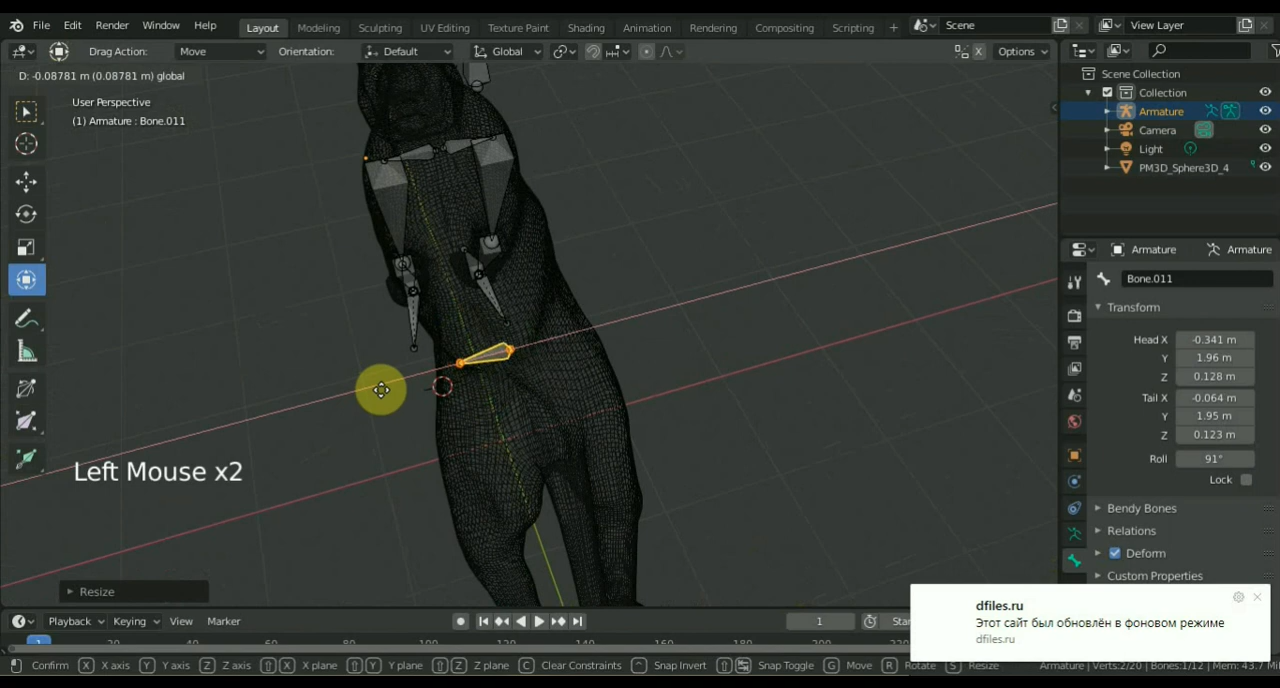 File Edit Render Window Help Layout Modeling Sculpting UV Editing Texture Paint Shading Animation Rendering Compositing Scripting + Scene View Layer
Drag Action: Move Orientation: Default Global Options
D: -0.08781 m (0.08781 m) global
User Perspective
(1) Armature : Bone.011
Scene Collection
Collection
Armature
Camera
Light
PM3D_Sphere3D_4
Armature Armature
Bone.011
Transform
Head X -0.341 m
Y 1.96 m
Z 0.128 m
Tail X -0.064 m
Y 1.95 m
Z 0.123 m
Roll 91°
Lock
Bendy Bones
Relations
Deform
Custom Properties
Left Mouse x2
Resize
dfiles.ru
Этот сайт был обновлён в фоновом режиме
dfiles.ru
Playback Keying View Marker 1 Star
1
Confirm X X axis Y Y axis Z Z axis X X plane Y Y plane Z Z plane C Clear Constraints Snap Invert Snap Toggle G Move R Rotate S Resize Armature | Verts:2/20 | Bones:1/12 | Mem: 43.7 Mi